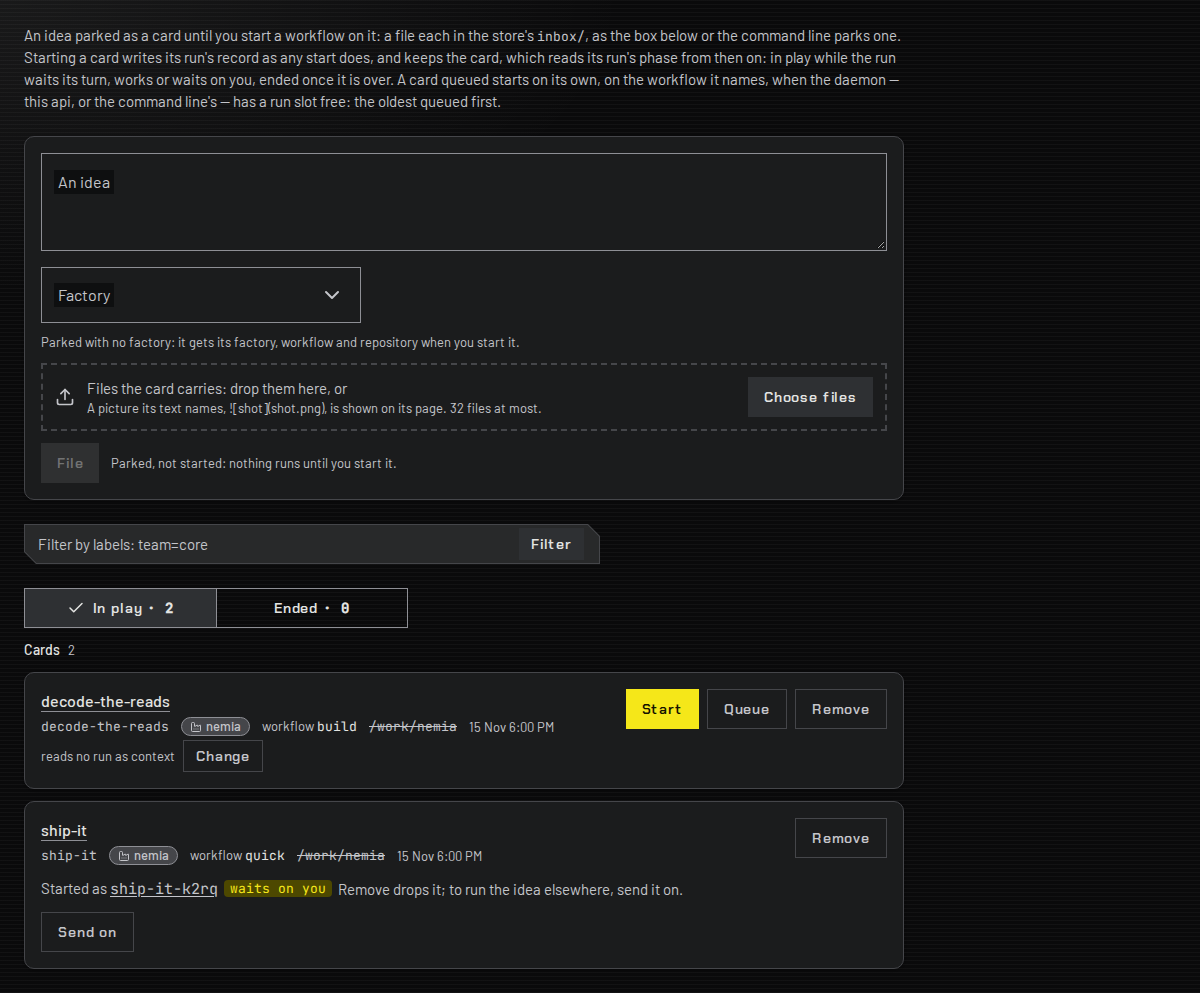 An idea parked as a card until you start a workflow on it: a file each in the store's inbox/, as the box below or the command line parks one.
Starting a card writes its run's record as any start does, and keeps the card, which reads its run's phase from then on: in play while the run
waits its turn, works or waits on you, ended once it is over. A card queued starts on its own, on the workflow it names, when the daemon —
this api, or the command line's — has a run slot free: the oldest queued first.
An idea
Factory
Parked with no factory: it gets its factory, workflow and repository when you start it.
Files the card carries: drop them here, or
A picture its text names, ![shot](shot.png), is shown on its page. 32 files at most.
Choose files
File Parked, not started: nothing runs until you start it.
Filter by labels: team=core Filter
In play • 2 Ended • 0
Cards 2
decode-the-reads
decode-the-reads nemia workflow build /work/nemia 15 Nov 6:00 PM
reads no run as context Change
Start Queue Remove
ship-it
ship-it nemia workflow quick /work/nemia 15 Nov 6:00 PM
Remove
Started as ship-it-k2rq waits on you Remove drops it; to run the idea elsewhere, send it on.
Send on